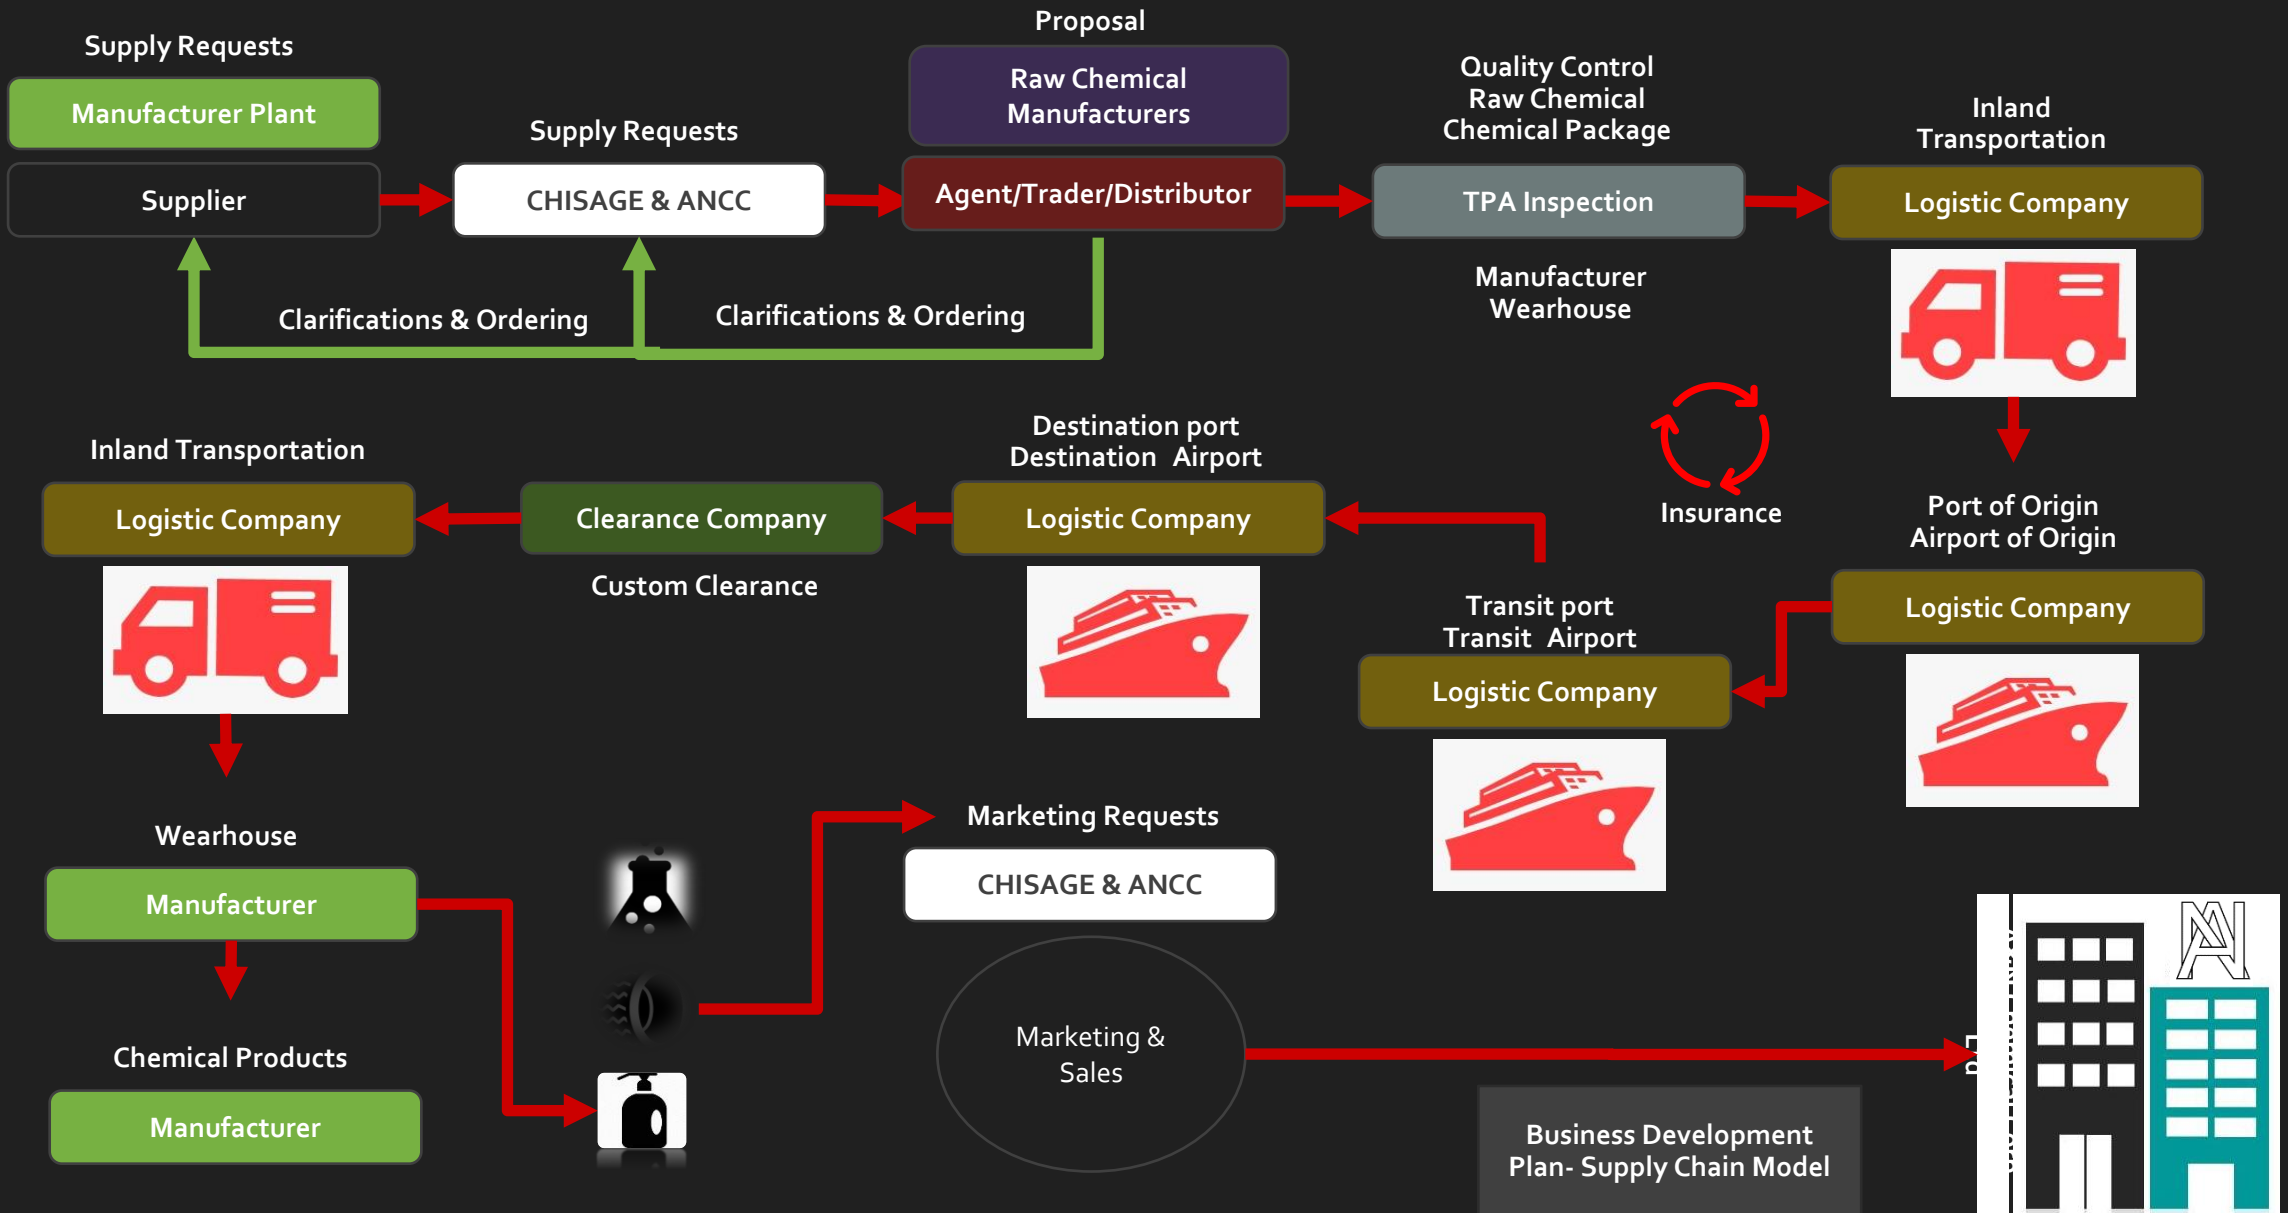 Supply Requests
Manufacturer Plant
Supplier
Supply Requests
CHISAGE & ANCC
Proposal
Raw Chemical
Manufacturers
Agent/Trader/Distributor
Quality Control
Raw Chemical
Chemical Package
TPA Inspection
Manufacturer
Wearhouse
Inland
Transportation
Logistic Company
Clarifications & Ordering
Clarifications & Ordering
Insurance
Port of Origin
Airport of Origin
Logistic Company
Transit port
Transit Airport
Logistic Company
Destination port
Destination Airport
Logistic Company
Clearance Company
Custom Clearance
Inland Transportation
Logistic Company
Wearhouse
Manufacturer
Chemical Products
Manufacturer
Marketing Requests
CHISAGE & ANCC
Marketing &
Sales
Business Development
Plan- Supply Chain Model